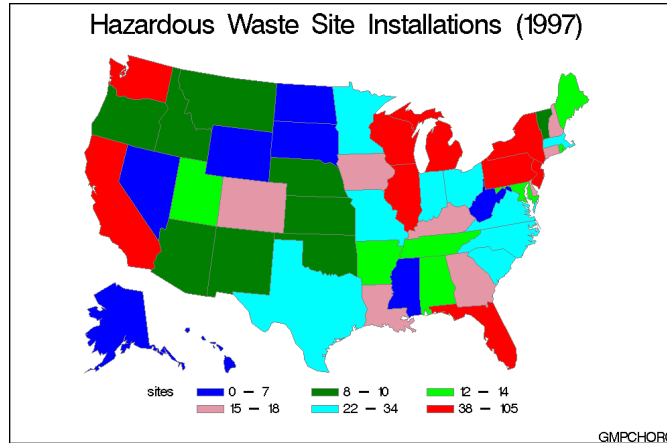 Hazardous Waste Site Installations (1997)
sites 0 - 7 8 - 10 12 - 14
15 - 18 22 - 34 38 - 105
GMPCHORO